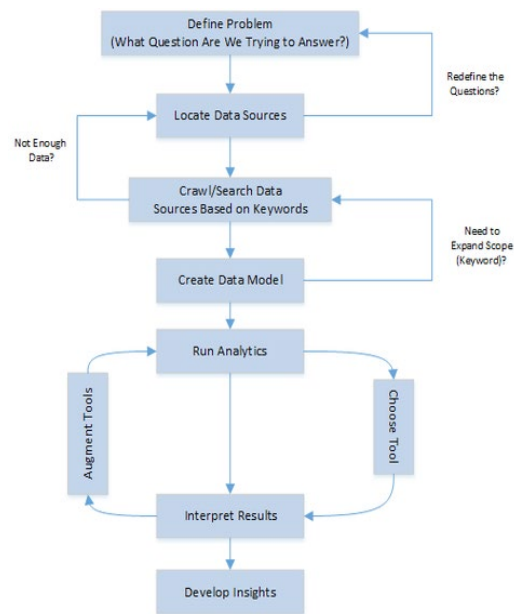 Define Problem
(What Question Are We Trying to Answer?)
Redefine the
Questions?
Locate Data Sources
Not Enough
Data?
Crawl/Search Data
Sources Based on Keywords
Need to
Expand Scope
(Keyword)?
Create Data Model
Run Analytics
Augment Tools
Choose Tool
Interpret Results
Develop Insights